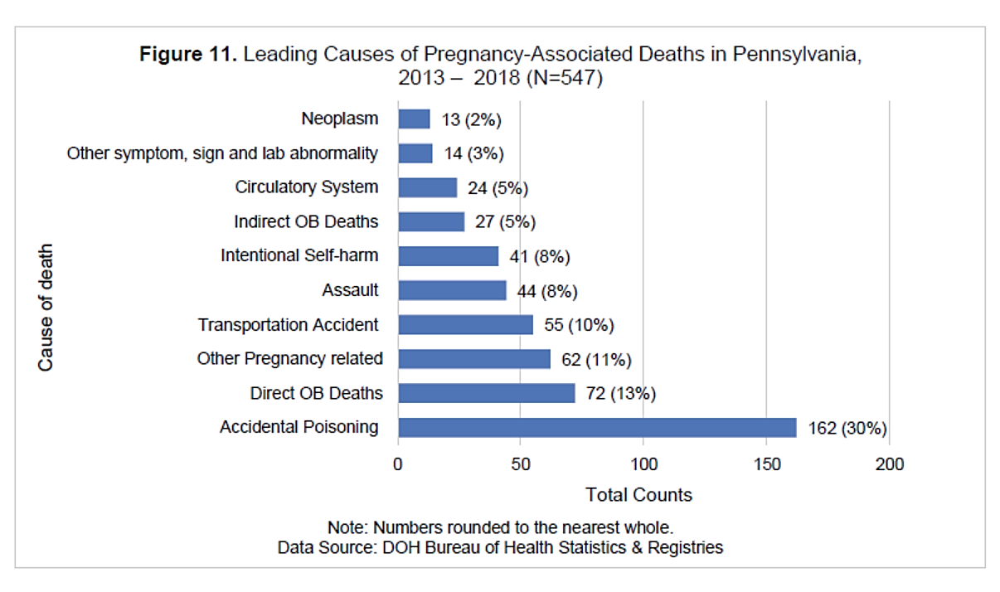 Figure 11. Leading Causes of Pregnancy-Associated Deaths in Pennsylvania,
2013 – 2018 (N=547)
Cause of death
Neoplasm 13 (2%)
Other symptom, sign and lab abnormality 14 (3%)
Circulatory System 24 (5%)
Indirect OB Deaths 27 (5%)
Intentional Self-harm 41 (8%)
Assault 44 (8%)
Transportation Accident 55 (10%)
Other Pregnancy related 62 (11%)
Direct OB Deaths 72 (13%)
Accidental Poisoning 162 (30%)
0 50 100 150 200
Total Counts
Note: Numbers rounded to the nearest whole.
Data Source: DOH Bureau of Health Statistics & Registries